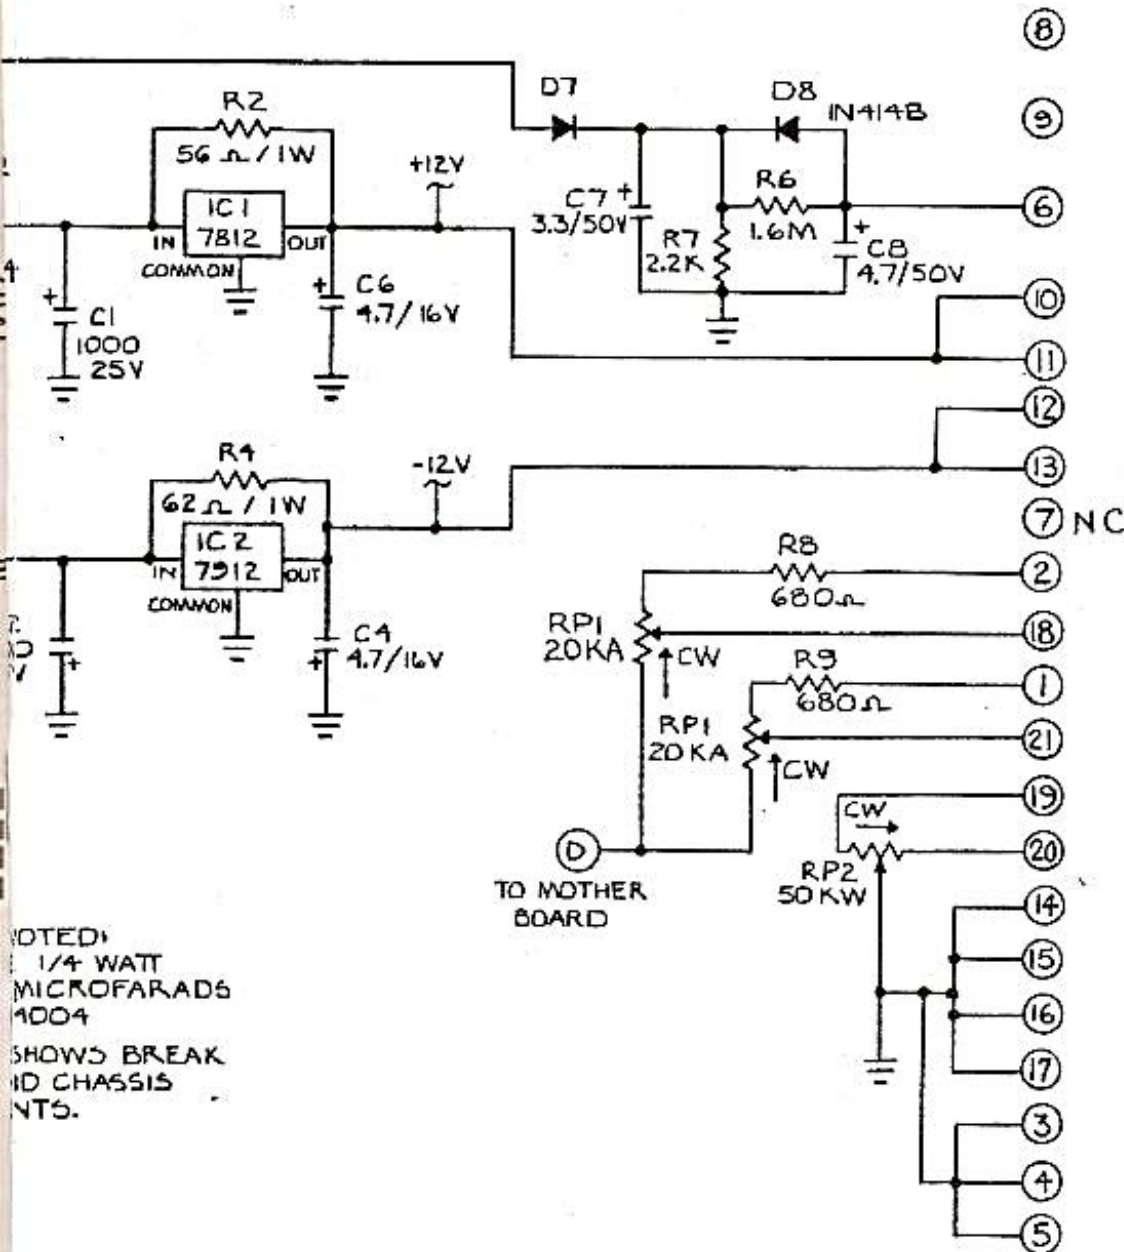 8
D7
D8
R2
IN414B
9
56 Ω / 1W
+12V
R6
IC1
C7 +
6
7812
3.3/50V
1.6M
+
IN
OUT
R7
C8
COMMON
2.2K
4.7/50V
+
+
C6
10
C1
4.7/16V
1000
11
25V
12
R4
-12V
13
62 Ω / 1W
7 NC
IC2
R8
IN
7912
OUT
2
680Ω
COMMON
RP1
18
C4
20KA
CW
R9
+
+
4.7/16V
1
680Ω
RP1
21
20KA
CW
19
CW
D
20
RP2
TO MOTHER
50KW
BOARD
14
NOTED:
1/4 WATT
15
MICROFARADS
16
4004
SHOWS BREAK
17
CHASSIS
3
4
5